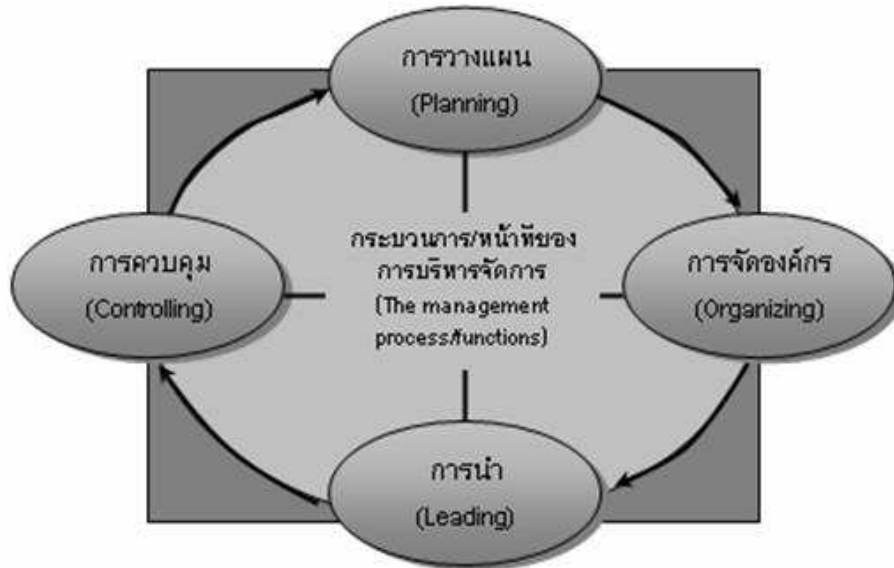 การวางแผน
(Planning)
กระบวนการ/หน้าที่ของ
การบริหารจัดการ
(The management
process/functions)
การควบคุม
(Controlling)
การจัดองค์กร
(Organizing)
การนำ
(Leading)